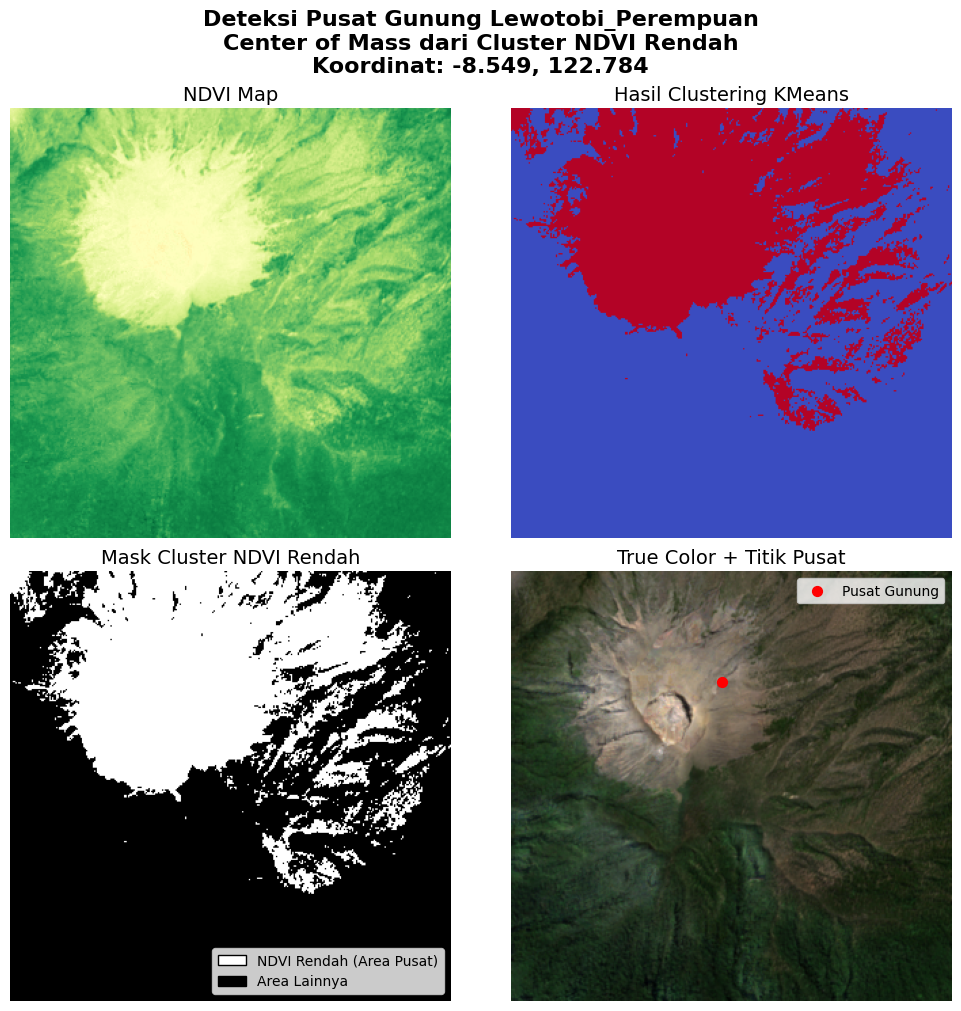 Deteksi Pusat Gunung Lewotobi_Perempuan
Center of Mass dari Cluster NDVI Rendah
Koordinat: -8.549, 122.784
NDVI Map
Hasil Clustering KMeans
Mask Cluster NDVI Rendah
NDVI Rendah (Area Pusat)
Area Lainnya
True Color + Titik Pusat
Pusat Gunung